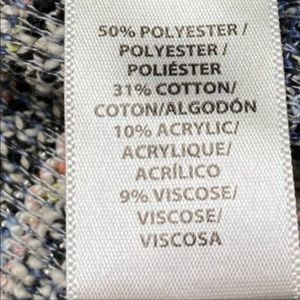 50% POLYESTER /
POLYESTER /
POLIÉSTER
31% COTTON/
COTON/ALGODÓN
10% ACRYLIC/
ACRYLIQUE/
ACRÍLICO
9% VISCOSE/
VISCOSE/
VISCOSA